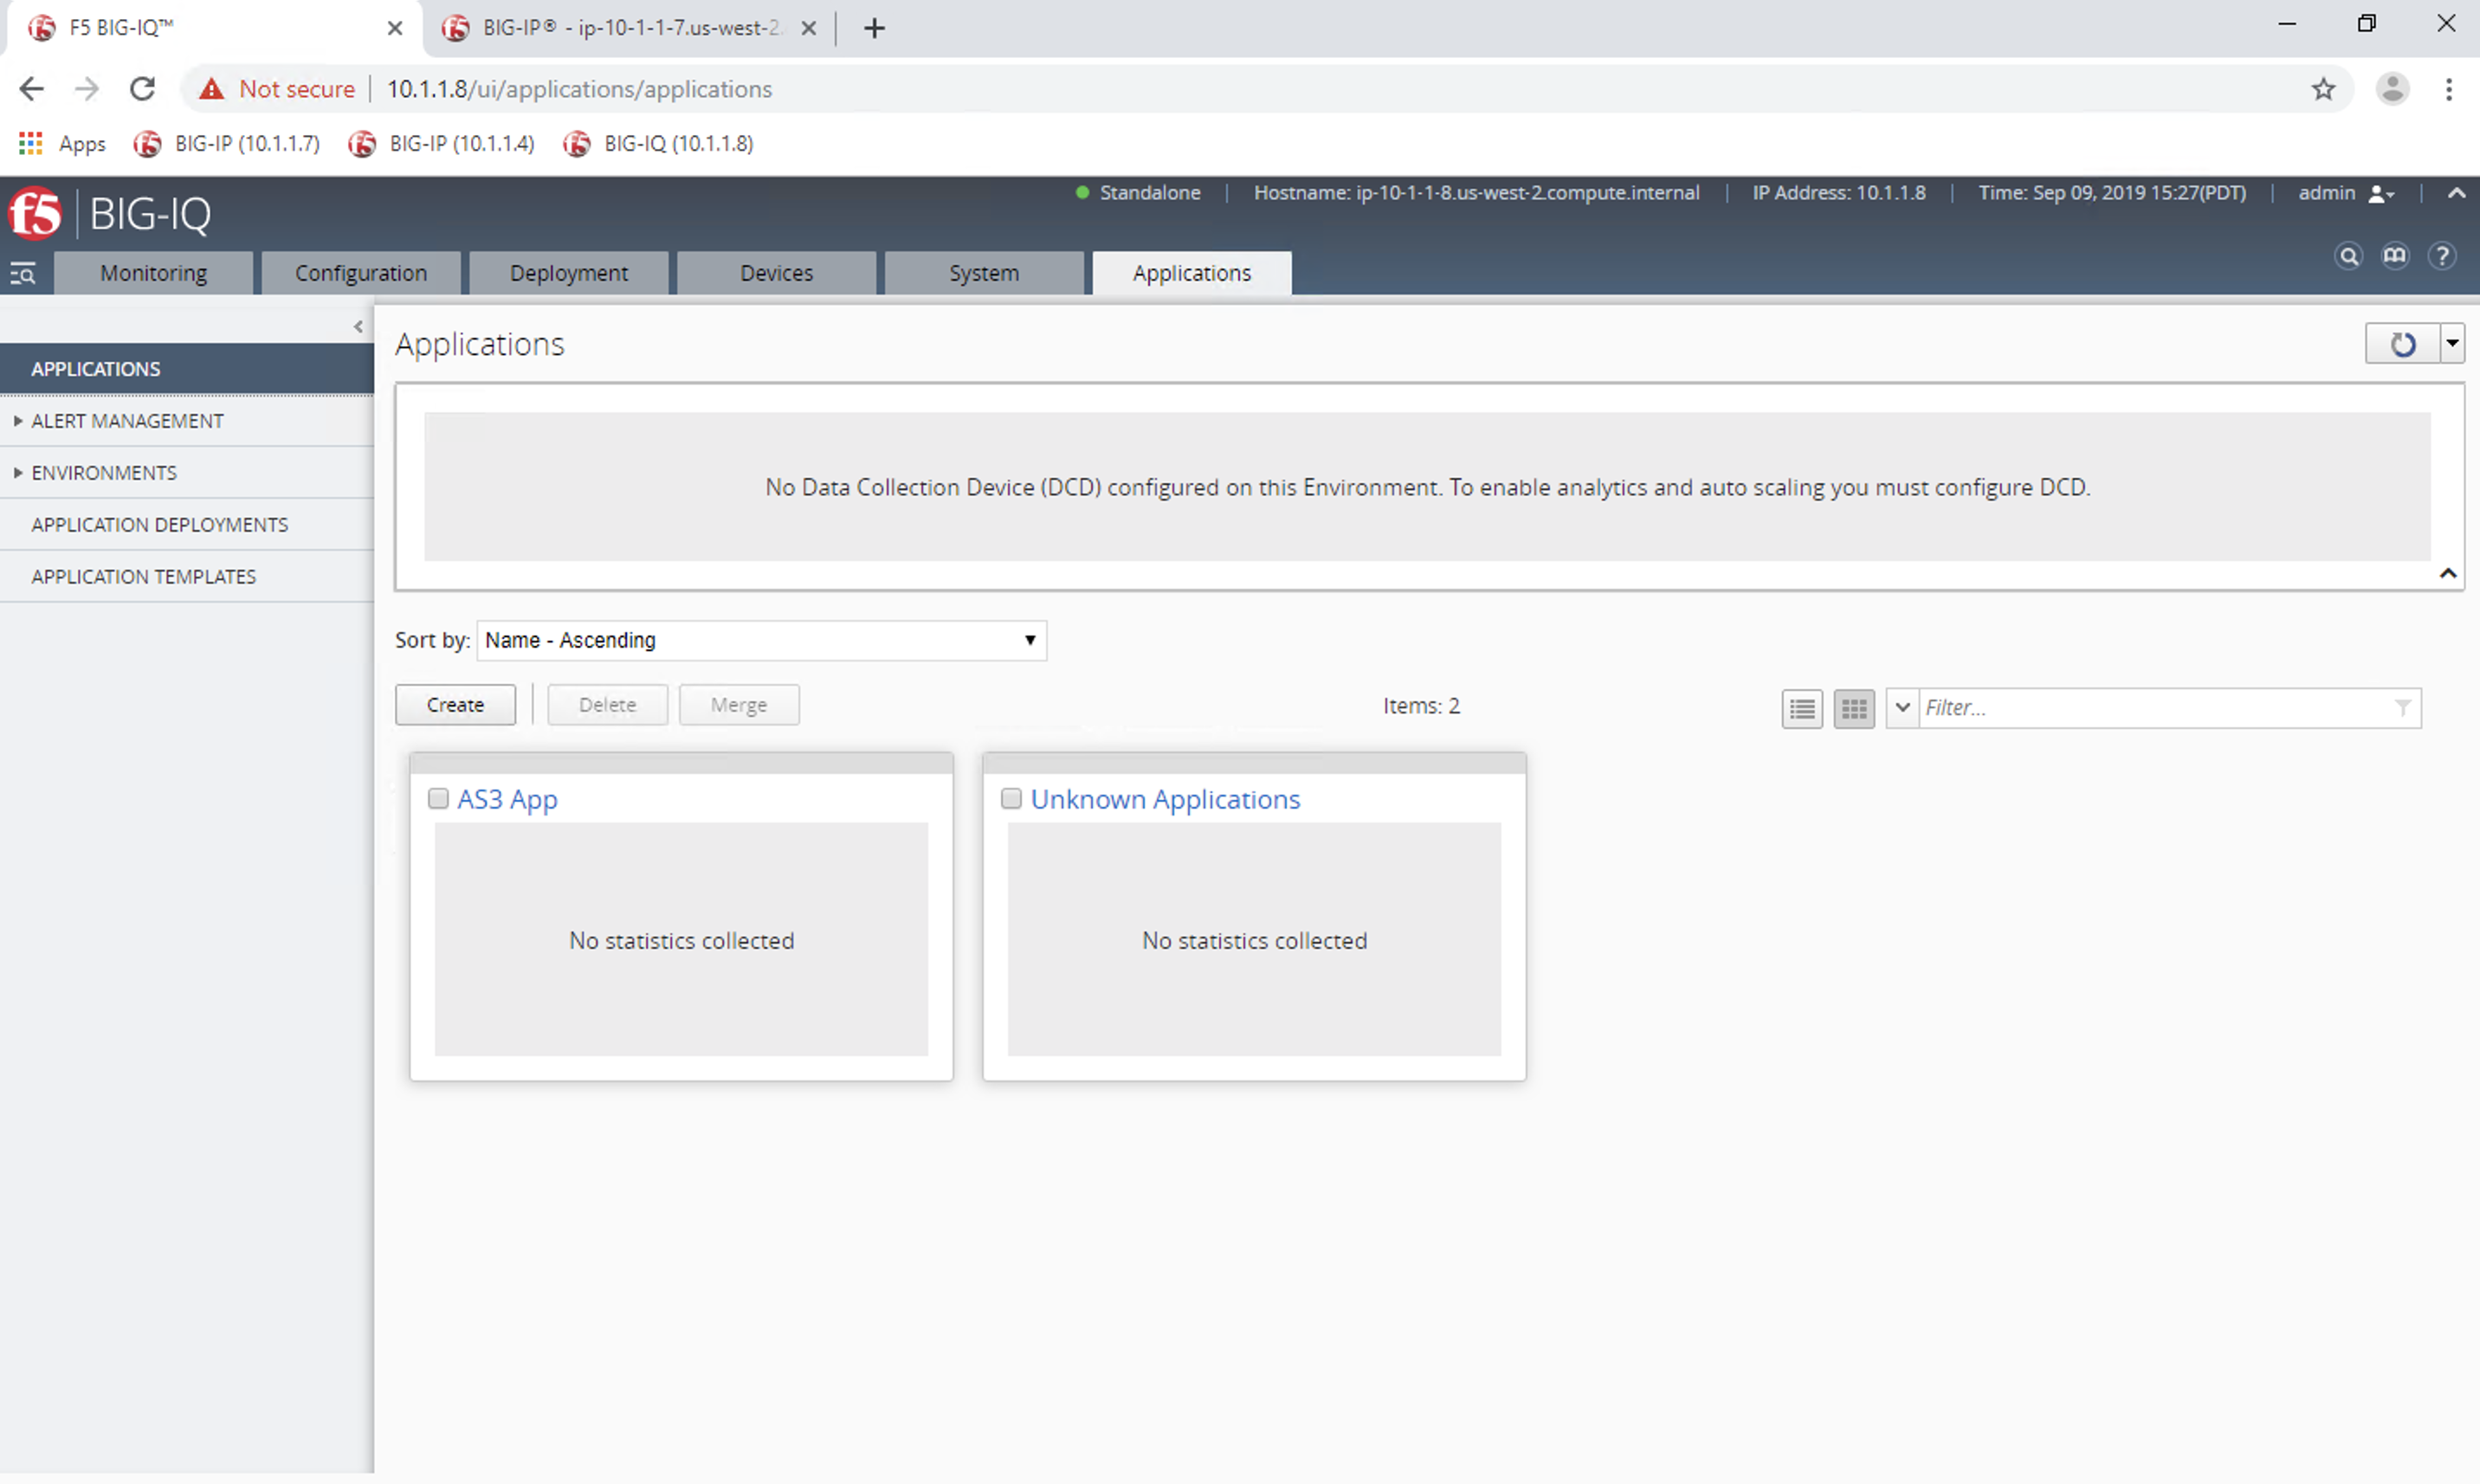 F5 BIG-IQ™
BIG-IP® - ip-10-1-1-7.us-west-2.
Not secure | 10.1.1.8/ui/applications/applications
Apps BIG-IP (10.1.1.7) BIG-IP (10.1.1.4) BIG-IQ (10.1.1.8)
f5 BIG-IQ
Standalone | Hostname: ip-10-1-1-8.us-west-2.compute.internal | IP Address: 10.1.1.8 | Time: Sep 09, 2019 15:27(PDT) | admin
Monitoring Configuration Deployment Devices System Applications
APPLICATIONS
ALERT MANAGEMENT
ENVIRONMENTS
APPLICATION DEPLOYMENTS
APPLICATION TEMPLATES
Applications
No Data Collection Device (DCD) configured on this Environment. To enable analytics and auto scaling you must configure DCD.
Sort by: Name - Ascending
Create Delete Merge Items: 2 Filter...
AS3 App
No statistics collected
Unknown Applications
No statistics collected